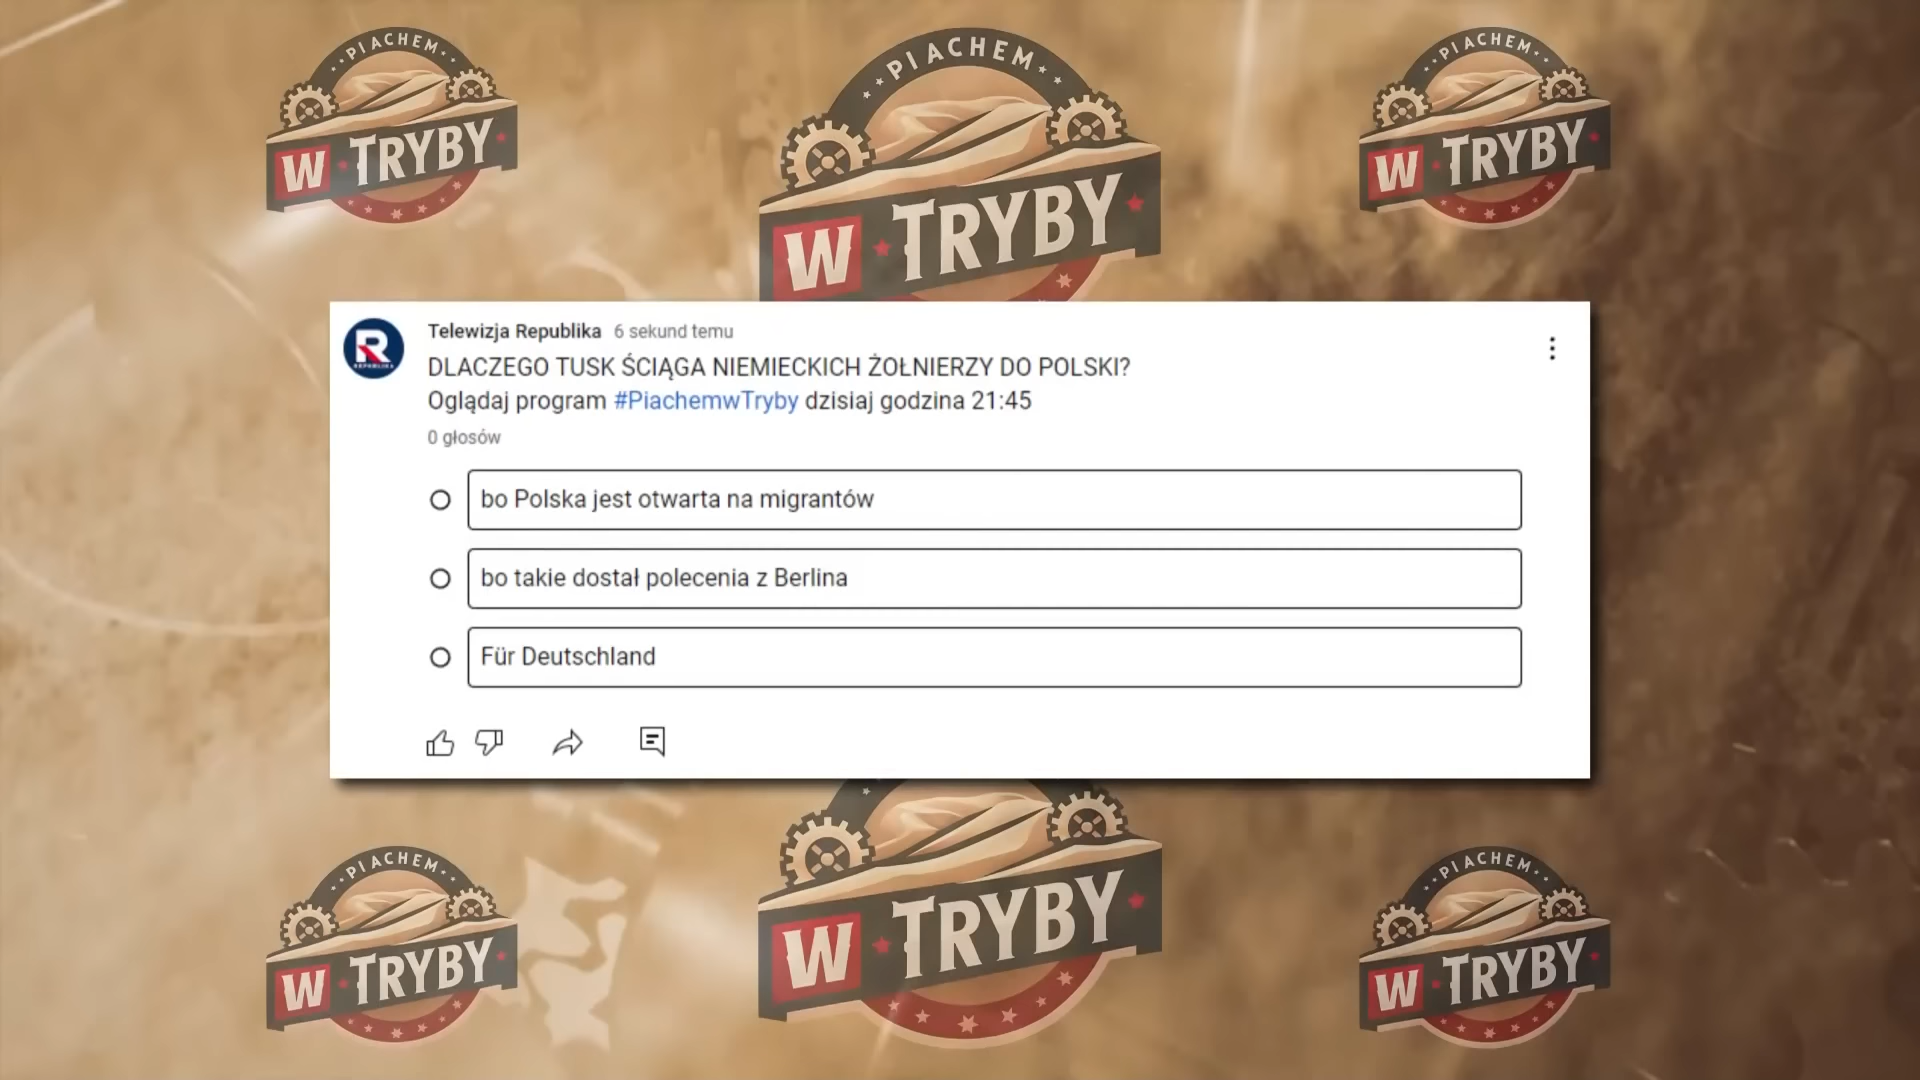 PIACHEM
W TRYBY
PIACHEM
W TRYBY
PIACHEM
W TRYBY
Telewizja Republika 6 sekund temu
DLACZEGO TUSK ŚCIĄGA NIEMIECKICH ŻOŁNIERZY DO POLSKI?
Oglądaj program #PiachemwTryby dzisiaj godzina 21:45
0 głosów
bo Polska jest otwarta na migrantów
bo takie dostał polecenia z Berlina
Für Deutschland
R
REPUBLIKA
W TRYBY
PIACHEM
W TRYBY
PIACHEM
W TRYBY